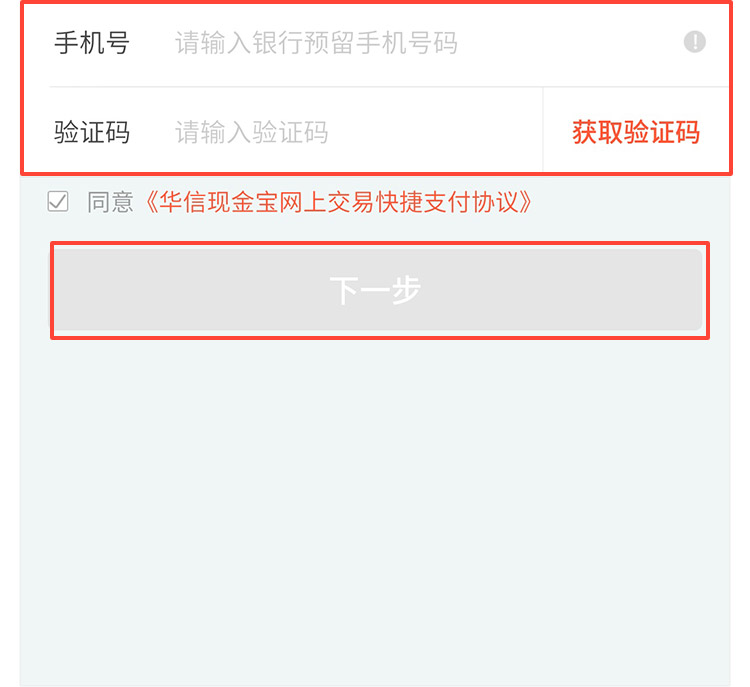 手机号 请输入银行预留手机号码
验证码 请输入验证码 获取验证码
同意《华信现金宝网上交易快捷支付协议》
下一步